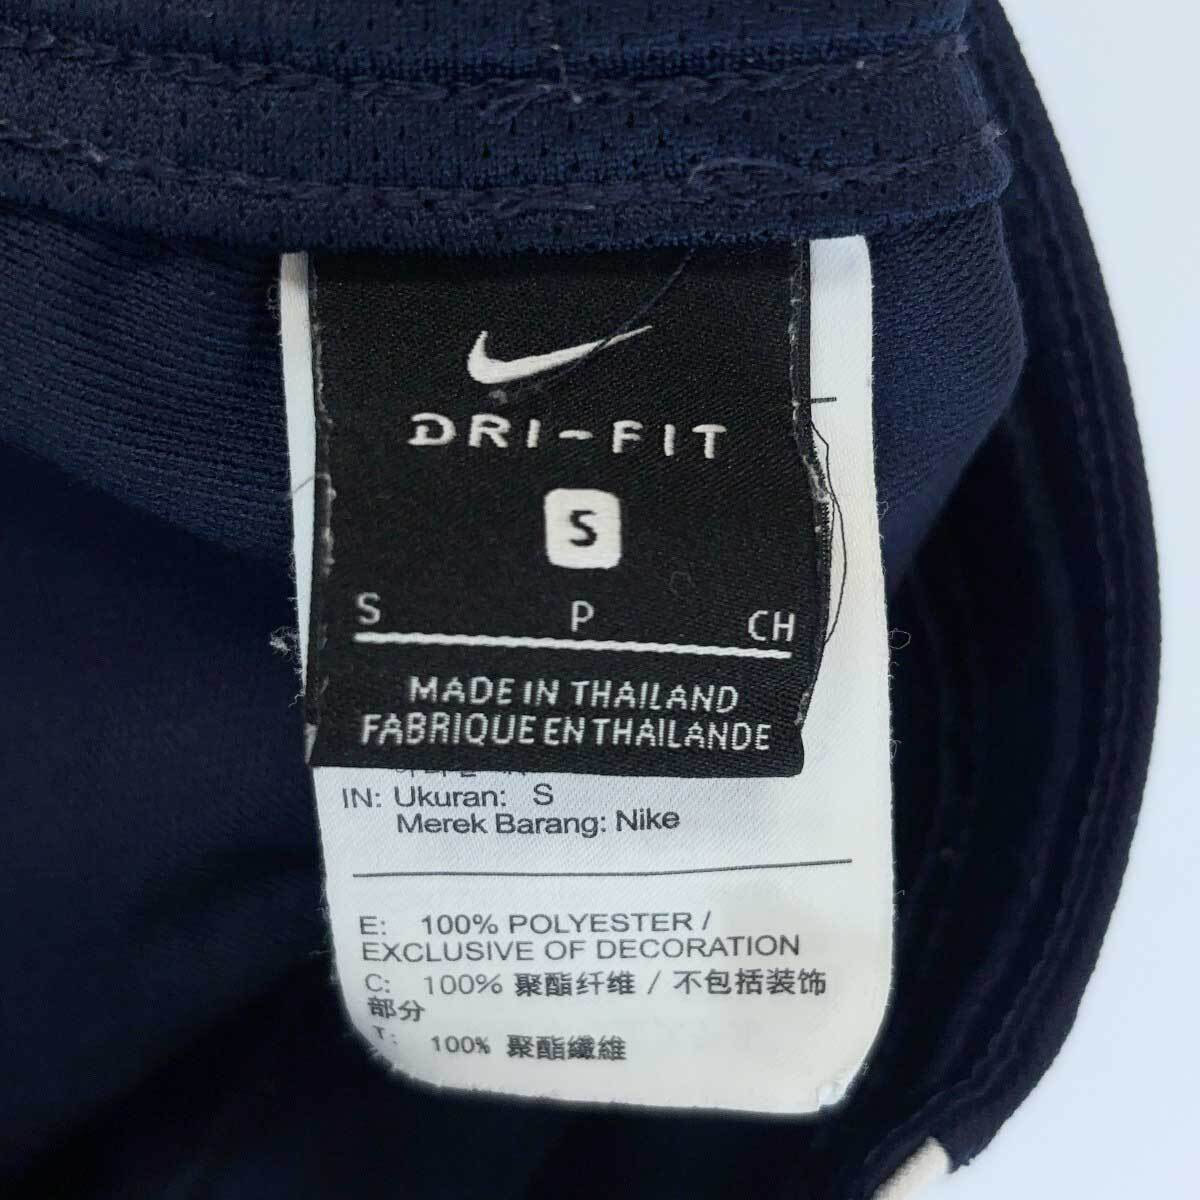 DRI-FIT
S
S P CH
MADE IN THAILAND
FABRIQUE EN THAILANDE
IN: Ukuran: S
Merek Barang: Nike
E: 100% POLYESTER /
EXCLUSIVE OF DECORATION
C: 100% 聚酯纤维 / 不包括装饰
部分
T: 100% 聚酯纖維